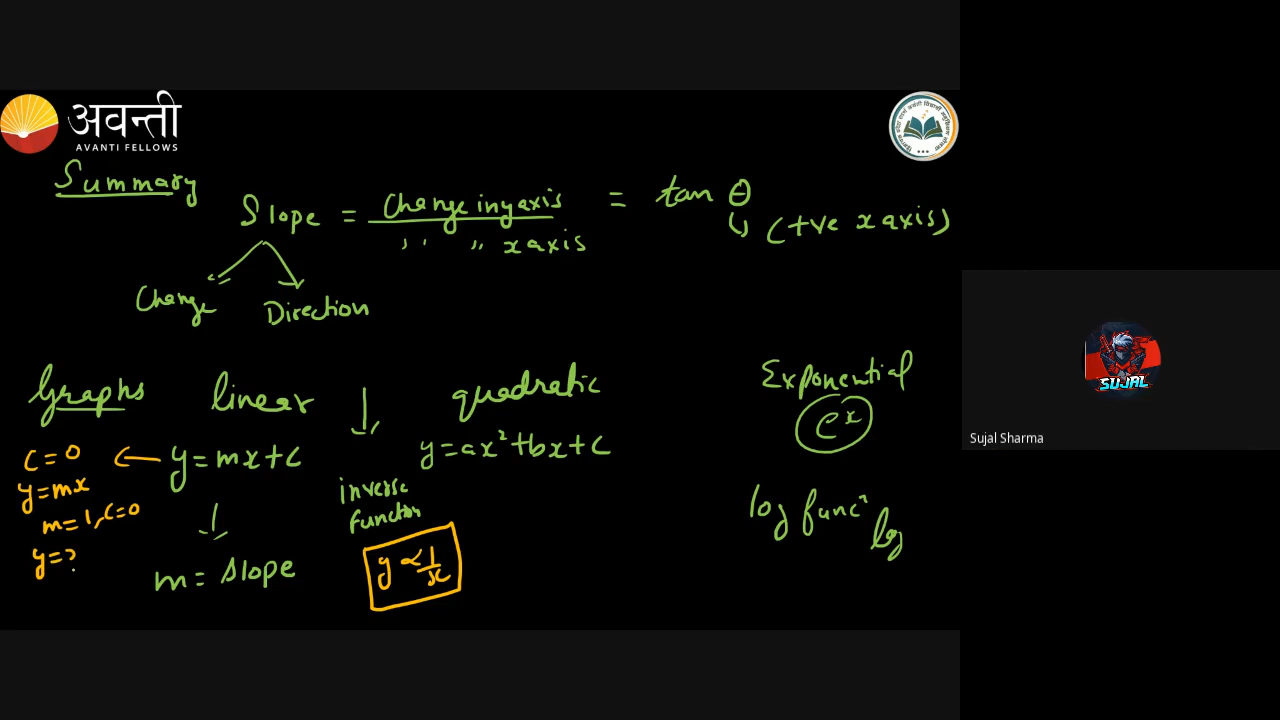 अवन्ती
AVANTI FELLOWS
Summary
Slope = Change in y axis / " " " x axis = tan θ
(+ve x axis)
Change
Direction
Graphs
linear
quadratic
Exponential
e^x
c = 0
y = mx + c
y = ax² + bx + c
y = mx
m = 1, c = 0
y = ?
inverse
function
log func^n
log
m = slope
y ∝ 1/x
SUJAL
Sujal Sharma